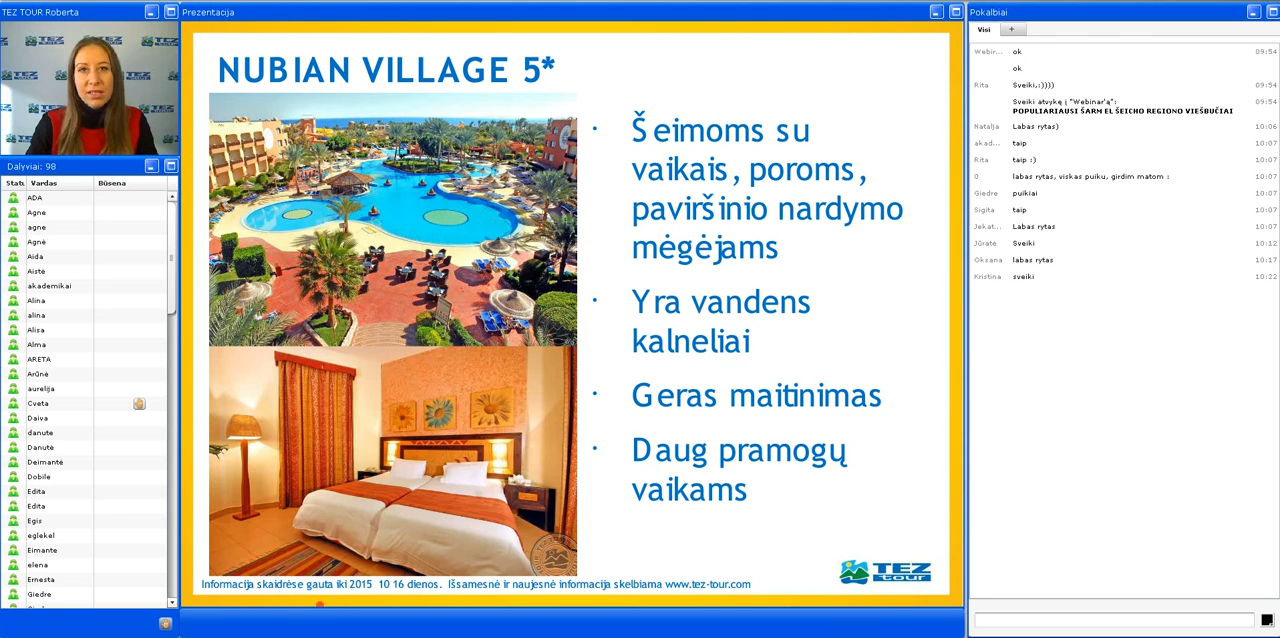 TEZ TOUR Roberta
Dalyviai: 98
Statu Vardas Būsena
ADA
Agne
agne
Agnė
Aida
Aistė
akademikai
Alina
alina
Alisa
Alma
ARETA
Arūnė
aurelija
Cveta
Daiva
danute
Danutė
Deimantė
Dobile
Edita
Edita
Egis
eglekel
Eimante
elena
Ernesta
Giedre
Prezentacija
NUBIAN VILLAGE 5*
· Šeimoms su
vaikais, poroms,
paviršinio nardymo
mėgėjams
· Yra vandens
kalneliai
· Geras maitinimas
· Daug pramogų
vaikams
TEZ
tour
Informacija skaidrėse gauta iki 2015 10 16 dienos. Išsamesnė ir naujesnė informacija skelbiama www.tez-tour.com
Pokalbiai
Visi +
Webir... ok 09:54
ok
Rita Sveiki,:)))) 09:54
Sveiki atvykę į "Webinar'ą": 09:54
POPULIARIAUSI ŠARM EL ŠEICHO REGIONO VIEŠBUČIAI
Natalja Labas rytas) 10:06
akad... taip 10:07
Rita taip :) 10:07
0 labas rytas, viskas puiku, girdim matom : 10:07
Giedre puikiai 10:07
Sigita taip 10:07
Jekat... Labas rytas 10:07
Jūratė Sveiki 10:12
Oksana labas rytas 10:17
Kristina sveiki 10:22